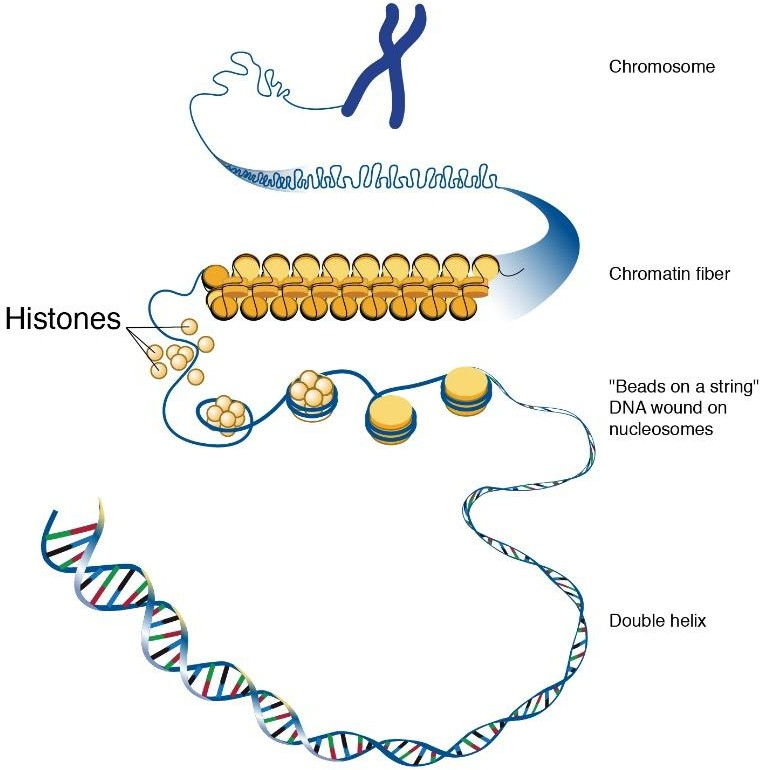 Chromosome
Chromatin fiber
Histones
"Beads on a string"
DNA wound on
nucleosomes
Double helix